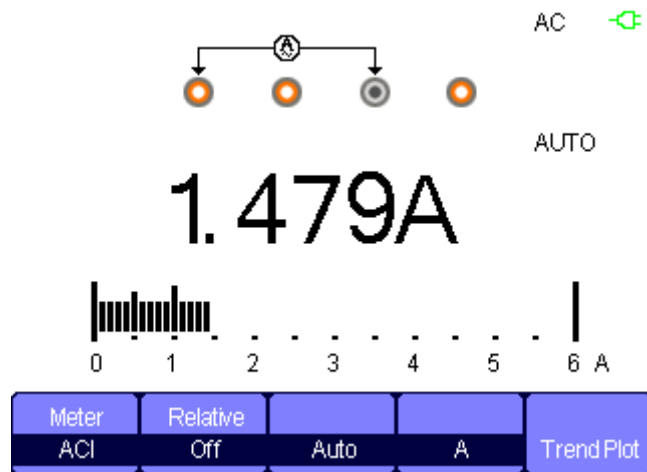 AC
A
AUTO
1.479A
0 1 2 3 4 5 6 A
Meter Relative
ACI Off Auto A Trend Plot